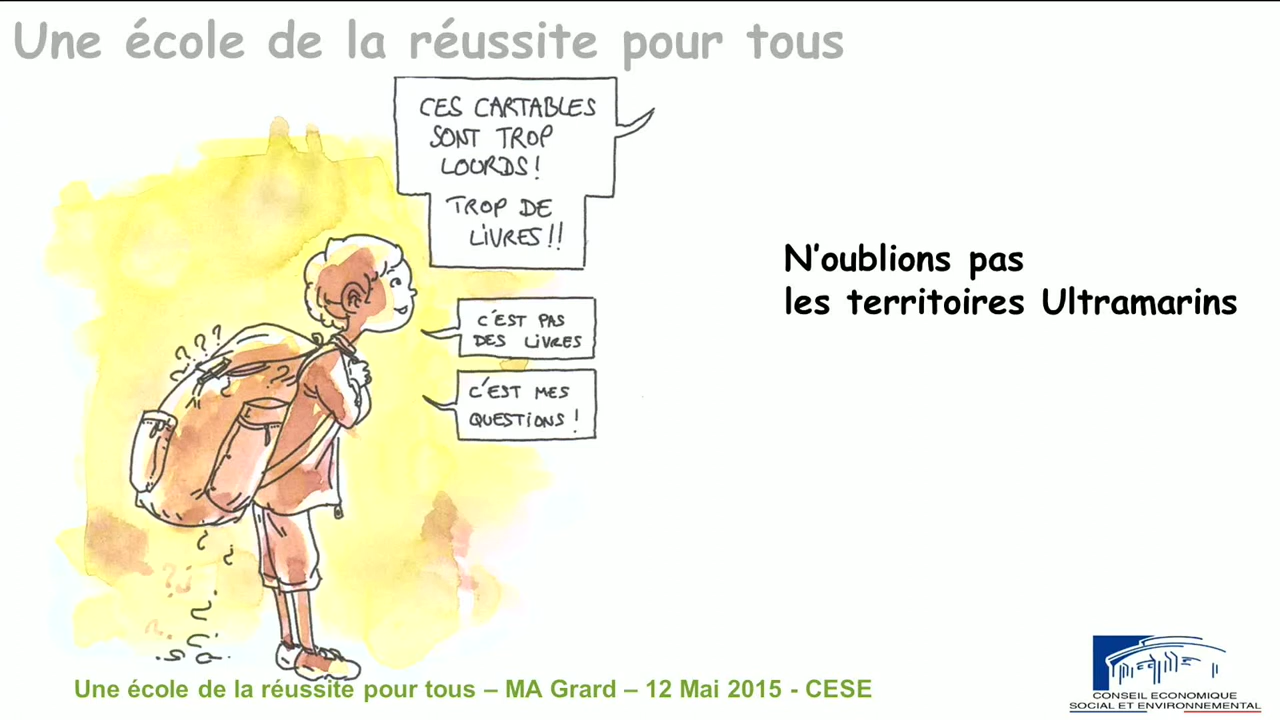 Une école de la réussite pour tous
CES CARTABLES
SONT TROP
LOURDS !
TROP DE
LIVRES !!
C'EST PAS
DES LIVRES
C'EST MES
QUESTIONS !
N'oublions pas
les territoires Ultramarins
? ? ?
??
Une école de la réussite pour tous – MA Grard – 12 Mai 2015 - CESE
CONSEIL ECONOMIQUE
SOCIAL ET ENVIRONNEMENTAL